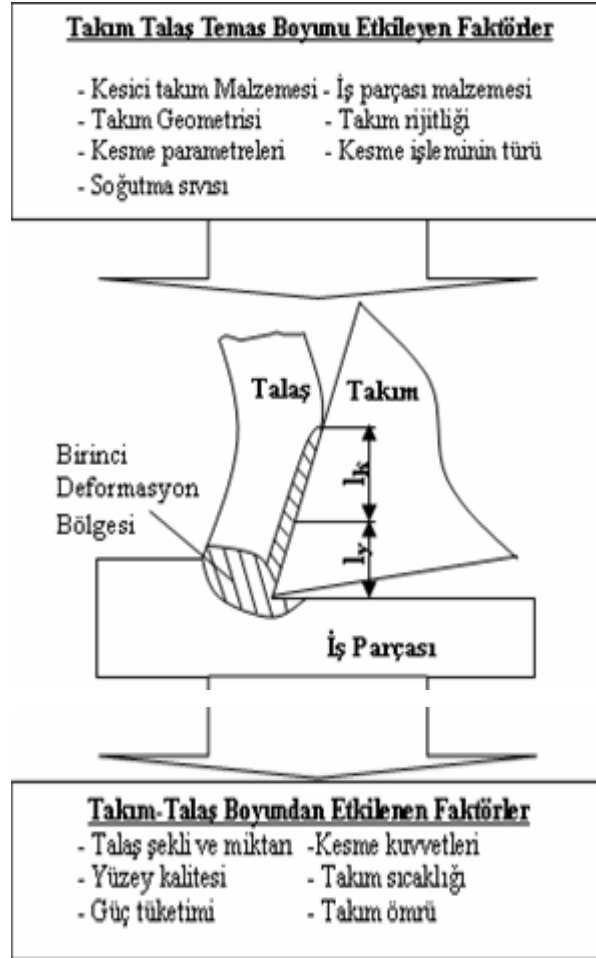 Takım Talaş Temas Boyunu Etkileyen Faktörler
- Kesici takım Malzemesi - İş parçası malzemesi
- Takım Geometrisi - Takım rijitliği
- Kesme parametreleri - Kesme işleminin türü
- Soğutma sıvısı
Talaş Takım
Birinci
Deformasyon
Bölgesi
lk
ly
İş Parçası
Takım-Talaş Boyundan Etkilenen Faktörler
- Talaş şekli ve miktarı -Kesme kuvvetleri
- Yüzey kalitesi - Takım sıcaklığı
- Güç tüketimi - Takım ömrü